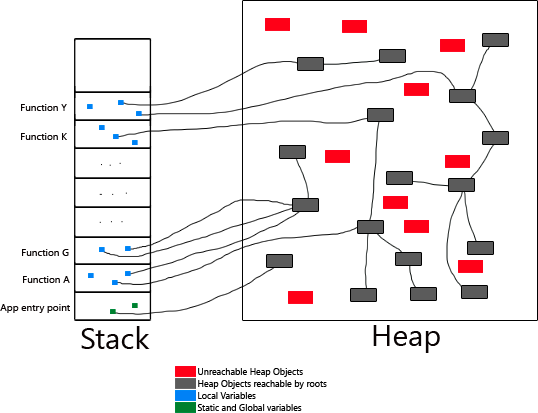 Function Y
Function K
. . .
. . .
. . .
Function G
Function A
App entry point
Stack
Heap
Unreachable Heap Objects
Heap Objects reachable by roots
Local Variables
Static and Global variables